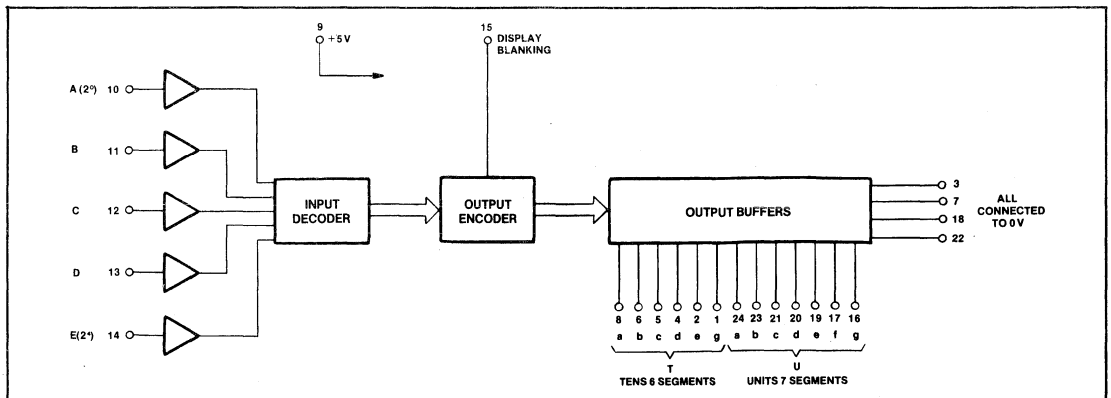 9
+5V
15
DISPLAY
BLANKING
A (2⁰) 10
B 11
C 12
D 13
E(2⁴) 14
INPUT
DECODER
OUTPUT
ENCODER
OUTPUT BUFFERS
3
7
18
22
ALL
CONNECTED
TO 0V
8 6 5 4 2 1 24 23 21 20 19 17 16
a b c d e g a b c d e f g
T U
TENS 6 SEGMENTS UNITS 7 SEGMENTS